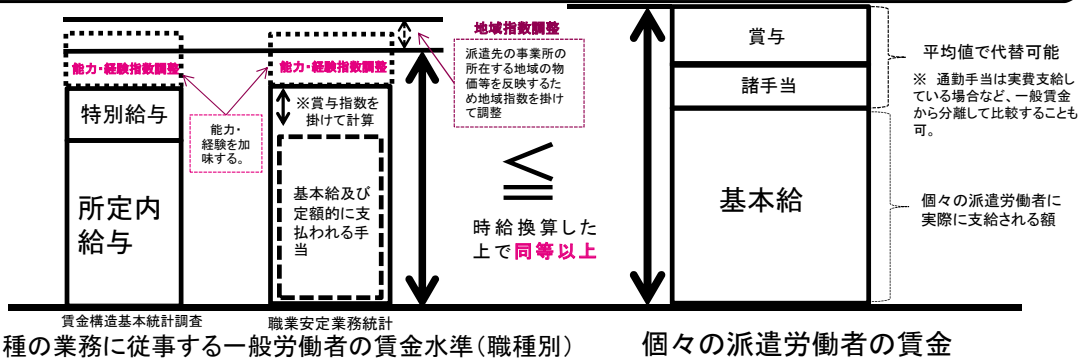 能力・経験指数調整
特別給与
所定内
給与
賃金構造基本統計調査
能力・
経験を加
味する。
能力・経験指数調整
※賞与指数を
掛けて計算
基本給及び
定額的に支
払われる手
当
職業安定業務統計
種の業務に従事する一般労働者の賃金水準(職種別)
地域指数調整
派遣先の事業所の
所在する地域の物
価等を反映するた
め地域指数を掛け
て調整
≦
時給換算した
上で同等以上
賞与
諸手当
基本給
個々の派遣労働者の賃金
平均値で代替可能
※ 通勤手当は実費支給し
ている場合など、一般賃金
から分離して比較することも
可。
個々の派遣労働者に
実際に支給される額